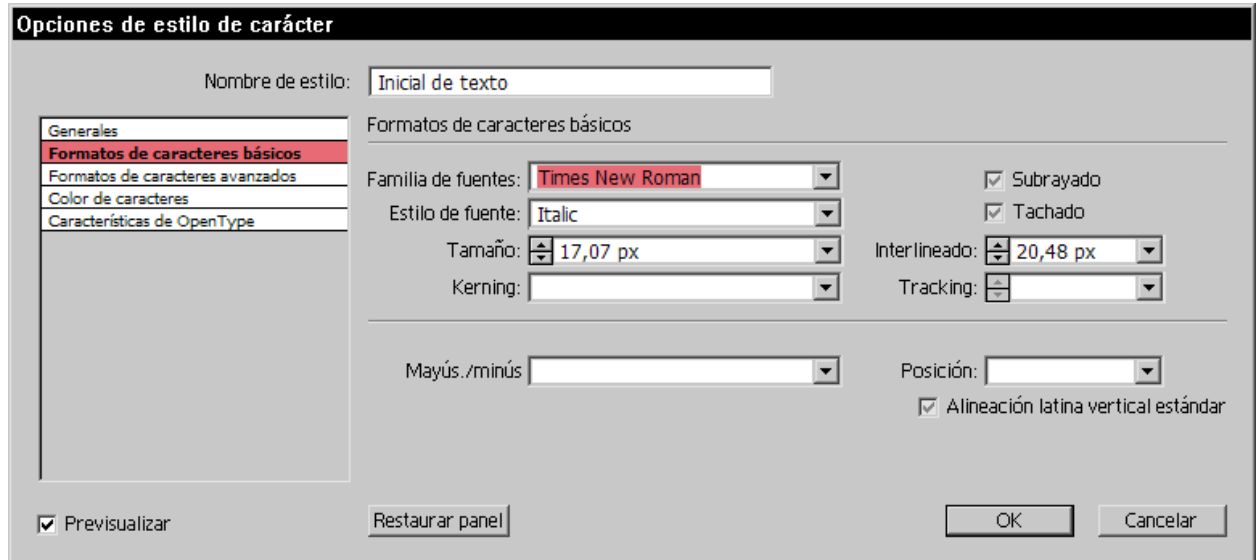 Opciones de estilo de carácter
Nombre de estilo: Inicial de texto
Generales
Formatos de caracteres básicos
Formatos de caracteres avanzados
Color de caracteres
Características de OpenType
Formatos de caracteres básicos
Familia de fuentes: Times New Roman
Subrayado
Estilo de fuente: Italic
Tachado
Tamaño: 17,07 px
Interlineado: 20,48 px
Kerning:
Tracking:
Mayús./minús
Posición:
Alineación latina vertical estándar
Previsualizar
Restaurar panel
OK
Cancelar